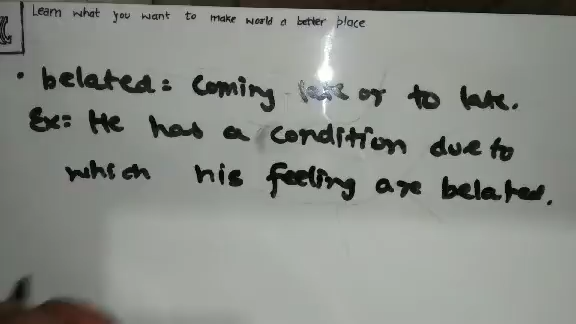 Learn what you want to make world a better place
• belated: Coming late or to late.
Ex: He has a condition due to
which his feeling are belated.